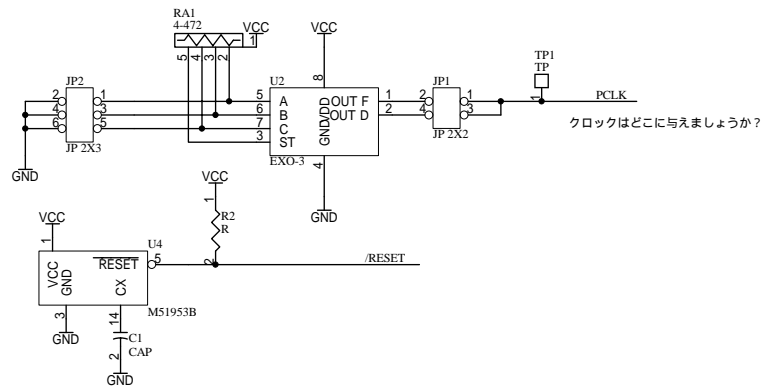 RA1
4-472
VCC
1
5 4 3 2
VCC
8
TP1
TP
1
JP2
2 1
4 3
6 5
JP 2X3
GND
U2
5 A
6 B
7 C
3 ST
VDD
GND
OUT F 1
OUT D 2
4
EXO-3
GND
JP1
2 1
4 3
JP 2X2
PCLK
クロックはどこに与えましょうか?
VCC
1
R2
R
2
VCC
1
U4
RESET 5
VCC
GND
CX
M51953B
/RESET
3
GND
14
C1
CAP
2
GND